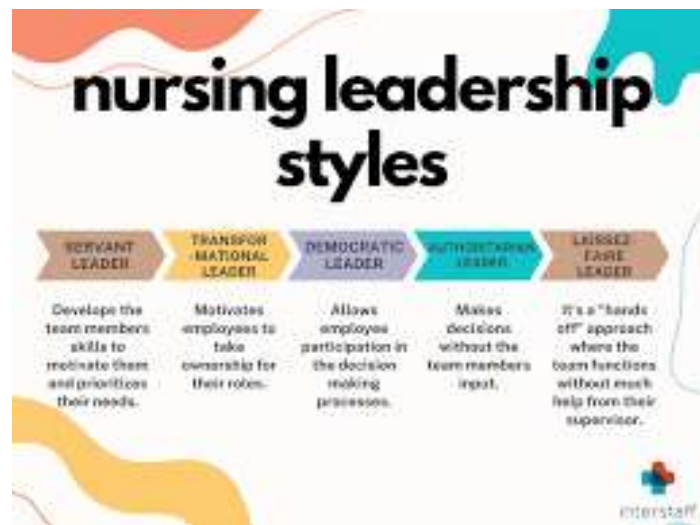 nursing leadership
styles
SERVANT
LEADER
TRANSFOR
-MATIONAL
LEADER
DEMOCRATIC
LEADER
AUTHORITARIAN
LEADER
LAISSEZ
FAIRE
LEADER
Develops the
team members
skills to
motivate them
and prioritizes
their needs.
Motivates
employees to
take
ownership for
their roles.
Allows
employee
participation in
the decision
making
processes.
Makes
decisions
without the
team members
input.
It's a "hands
off" approach
where the
team functions
without much
help from their
supervisor.
interstaff